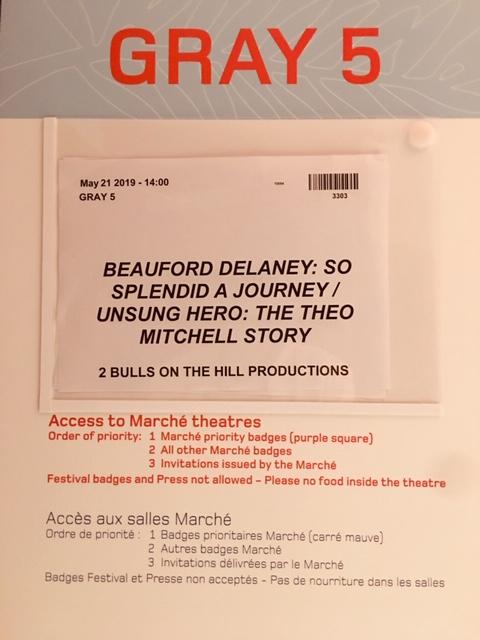 GRAY 5
May 21 2019 - 14:00
GRAY 5
3303
BEAUFORD DELANEY: SO
SPLENDID A JOURNEY /
UNSUNG HERO: THE THEO
MITCHELL STORY
2 BULLS ON THE HILL PRODUCTIONS
Access to Marché theatres
Order of priority: 1 Marché priority badges (purple square)
2 All other Marché badges
3 Invitations issued by the Marché
Festival badges and Press not allowed – Please no food inside the theatre
Accès aux salles Marché
Ordre de priorité : 1 Badges prioritaires Marché (carré mauve)
2 Autres badges Marché
3 Invitations délivrées par le Marché
Badges Festival et Presse non acceptés - Pas de nourriture dans les salles